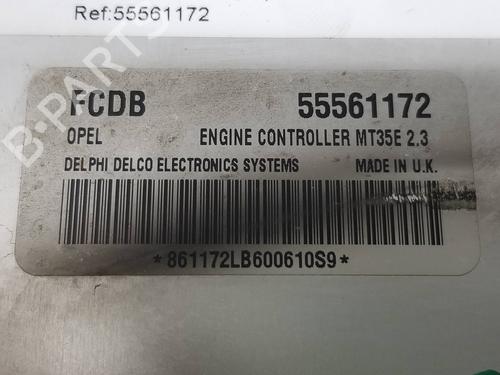 Ref:55561172
B-PARTS
FCDB 55561172
OPEL ENGINE CONTROLLER MT35E 2.3
DELPHI DELCO ELECTRONICS SYSTEMS MADE IN U.K.
*861172LB600610S9*